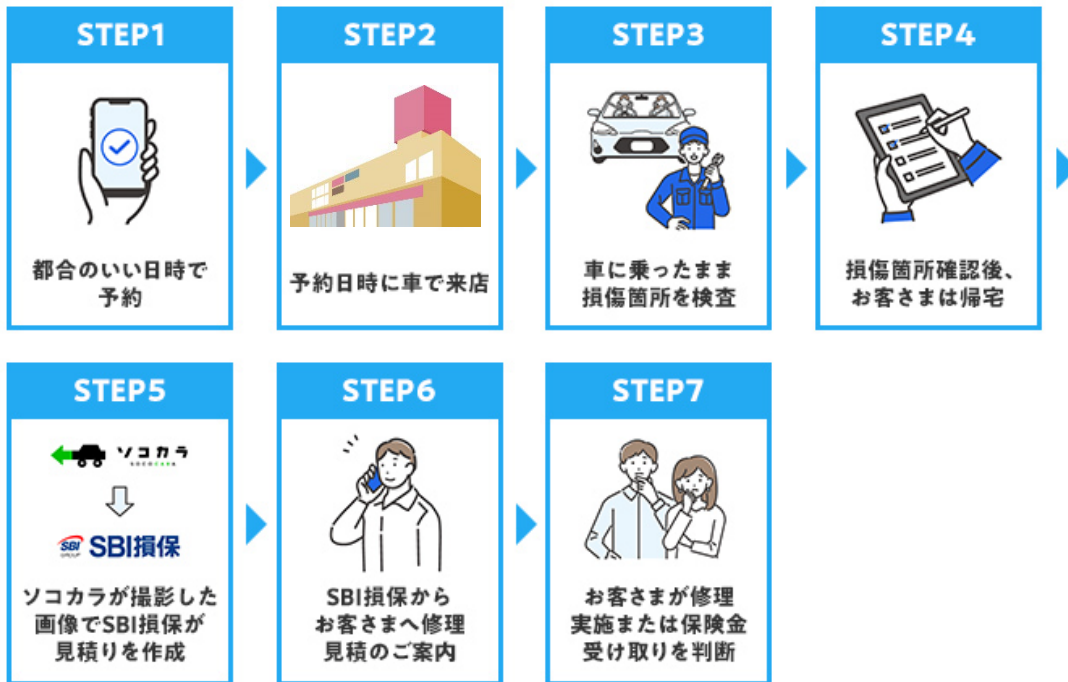 STEP1
都合のいい日時で
予約
STEP2
予約日時に車で来店
STEP3
車に乗ったまま
損傷箇所を検査
STEP4
損傷箇所確認後、
お客さまは帰宅
STEP5
ソコカラ
SOCOCARA
SBI
GROUP
SBI損保
ソコカラが撮影した
画像でSBI損保が
見積りを作成
STEP6
SBI損保から
お客さまへ修理
見積のご案内
STEP7
お客さまが修理
実施または保険金
受け取りを判断